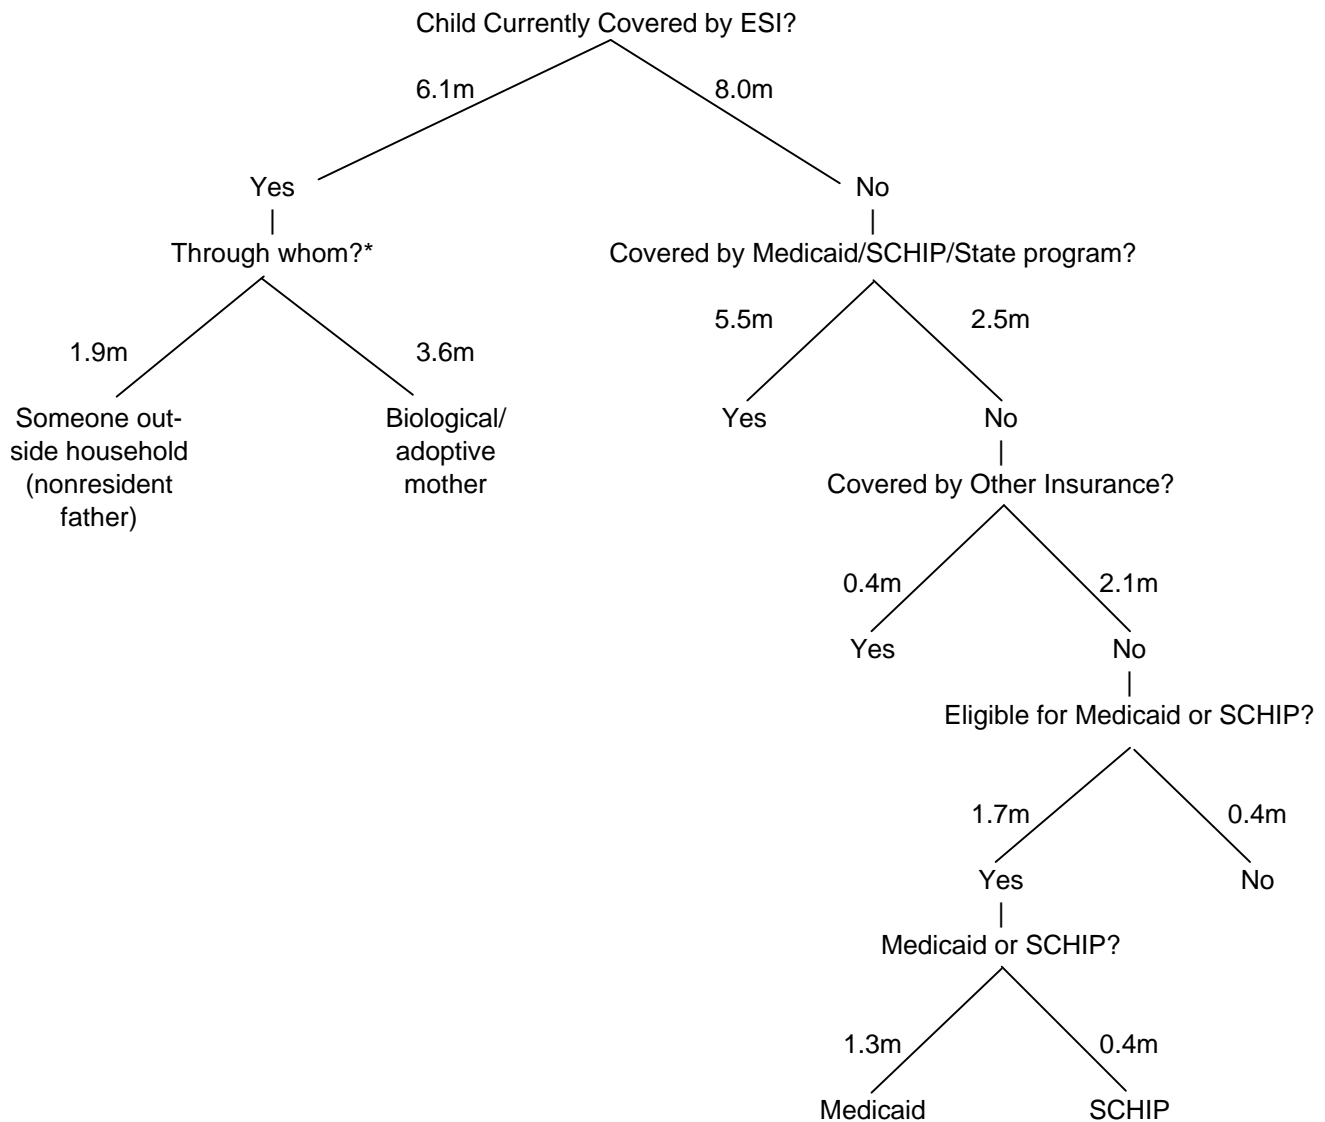 Child Currently Covered by ESI?
6.1m
8.0m
Yes
No
Through whom?*
Covered by Medicaid/SCHIP/State program?
1.9m
3.6m
5.5m
2.5m
Someone out-
side household
(nonresident
father)
Biological/
adoptive
mother
Yes
No
Covered by Other Insurance?
0.4m
2.1m
Yes
No
Eligible for Medicaid or SCHIP?
1.7m
0.4m
Yes
No
Medicaid or SCHIP?
1.3m
0.4m
Medicaid
SCHIP